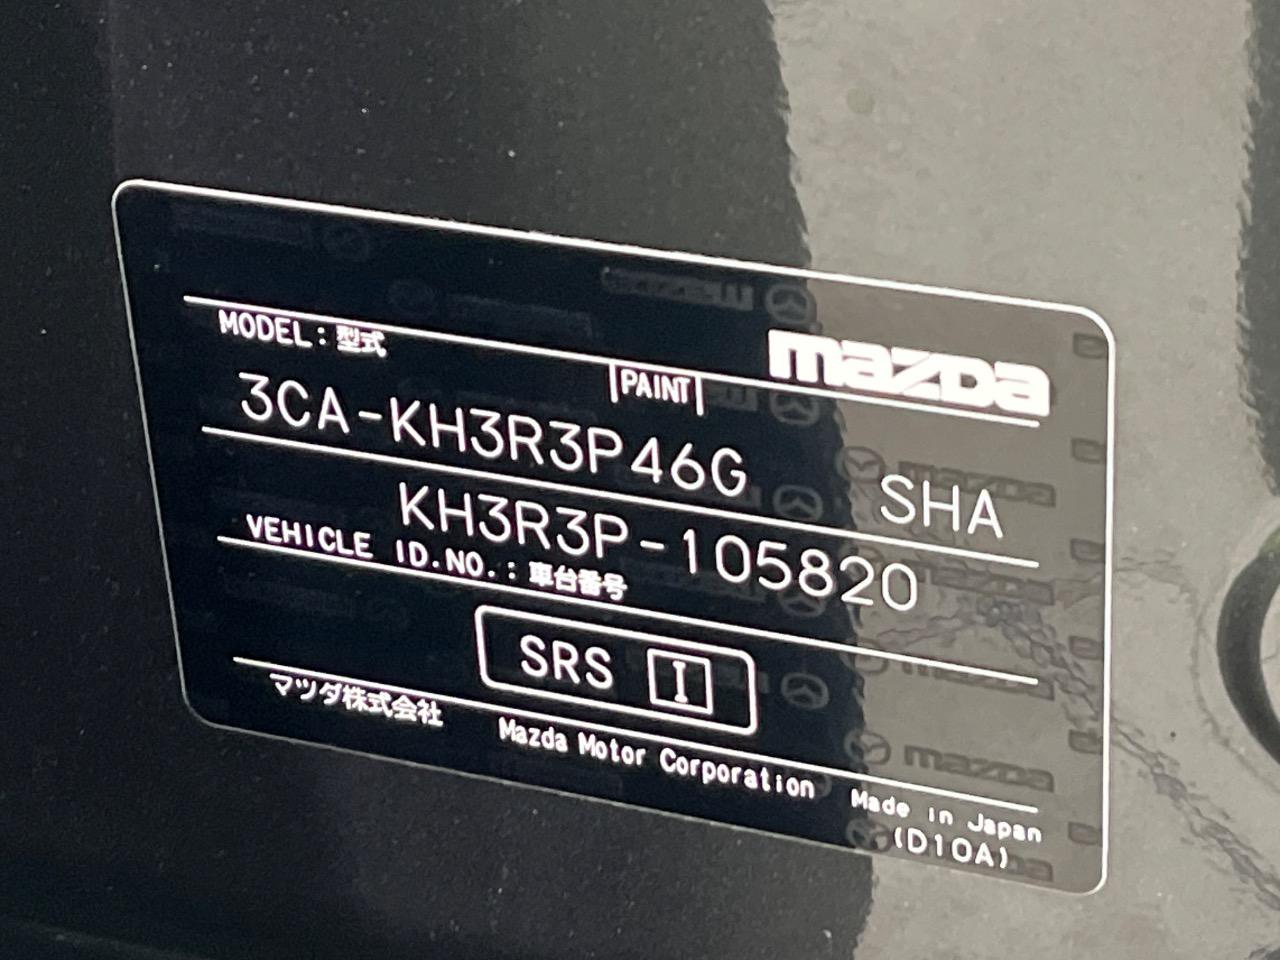 mazda
MODEL:型式
PAINT
3CA-KH3R3P46G SHA
KH3R3P-105820
VEHICLE ID.NO.:車台番号
SRS I
マツダ株式会社 Mazda Motor Corporation Made in Japan
(D10A)